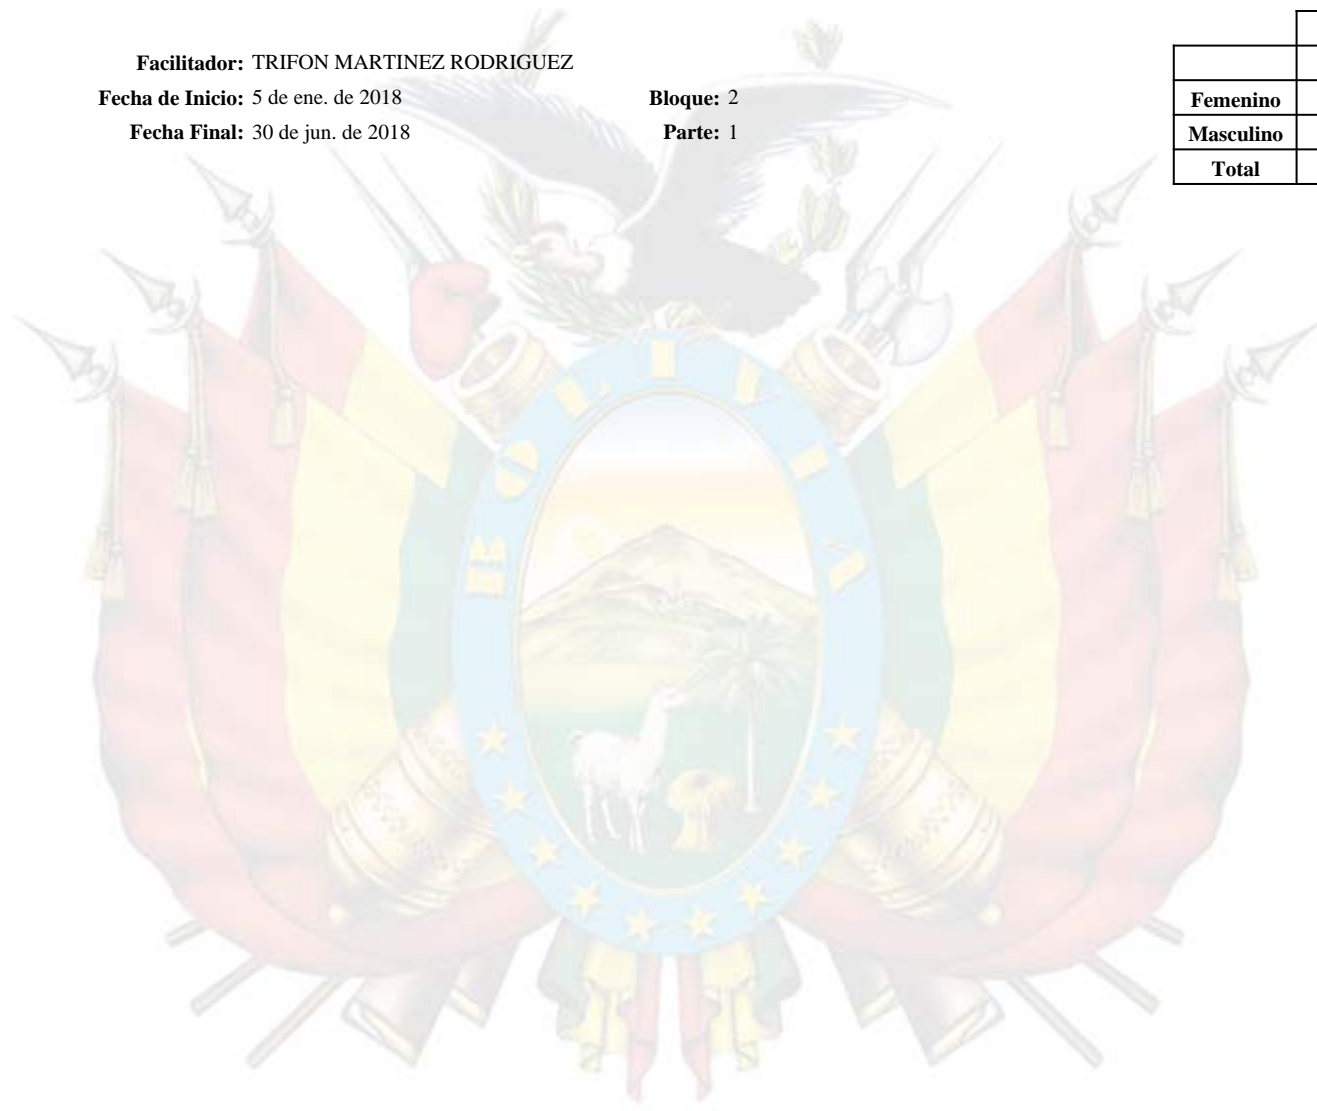 Facilitador: TRIFON MARTINEZ RODRIGUEZ
Fecha de Inicio: 5 de ene. de 2018 Bloque: 2
Fecha Final: 30 de jun. de 2018 Parte: 1
Femenino
Masculino
Total
BOLIVIA